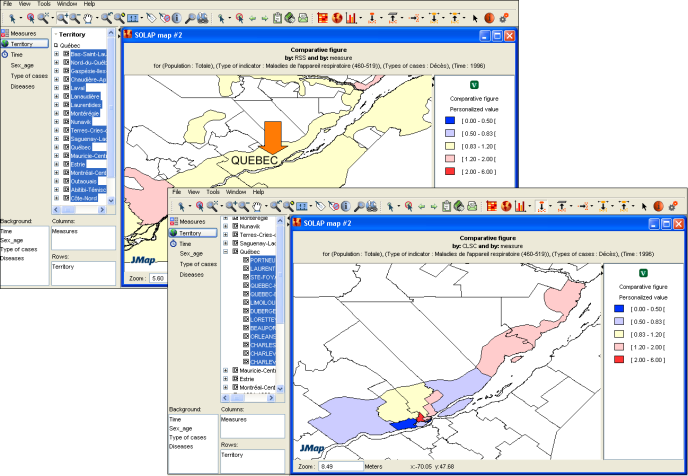 File View Tools Window Help
Measures
Territory
Time
Sex_age
Type of cases
Diseases
Territory
Québec
Bas-Saint-Lau
Nord-du-Québ
Gaspésie-Iles-
Chaudière-Ap
Laval
Lanaudière
Laurentides
Montérégie
Nunavik
Terres-Cries-
Saguenay-Lac
Québec
Mauricie-Centr
Estrie
Montréal-Cent
Outaouais
Abitibi-Témisc
Côte-Nord
Background:
Time
Sex_age
Type of cases
Diseases
Columns:
Measures
Rows:
Territory
SOLAP map #2
Comparative figure
by: RSS and by: measure
for (Population : Totale), (Type of indicator : Maladies de l'appareil respiratoire (460-519)), (Types of cases : Décès), (Time : 1996)
QUEBEC
JMap
Zoom : 5.60
Comparative figure
Personalized value
[ 0.00 - 0.50 [
[ 0.50 - 0.83 [
[ 0.83 - 1.20 [
[ 1.20 - 2.00 [
[ 2.00 - 6.00 [
File View Tools Window Help
Measures
Territory
Time
Sex_age
Type of cases
Diseases
Montérégie
Nunavik
Terres-Cries-
Saguenay-Lac
Québec
PORTNEU
LAURENT
STE-FOY
QUEBEC-
QUEBEC-
LIMOILOU
DUBERGE
LORETTE
BEAUPOR
ORLEANS
CHARLES
CHARLEV
CHARLEV
Mauricie-Centr
Estrie
Montréal-Cent
Background:
Time
Sex_age
Type of cases
Diseases
Columns:
Measures
Rows:
Territory
SOLAP map #2
Comparative figure
by: CLSC and by: measure
for (Population : Totale), (Type of indicator : Maladies de l'appareil respiratoire (460-519)), (Types of cases : Décès), (Time : 1996)
JMap
Zoom : 8.49 Meters x:-70.05 y:47.68
Comparative figure
Personalized value
[ 0.00 - 0.50 [
[ 0.50 - 0.83 [
[ 0.83 - 1.20 [
[ 1.20 - 2.00 [
[ 2.00 - 6.00 [